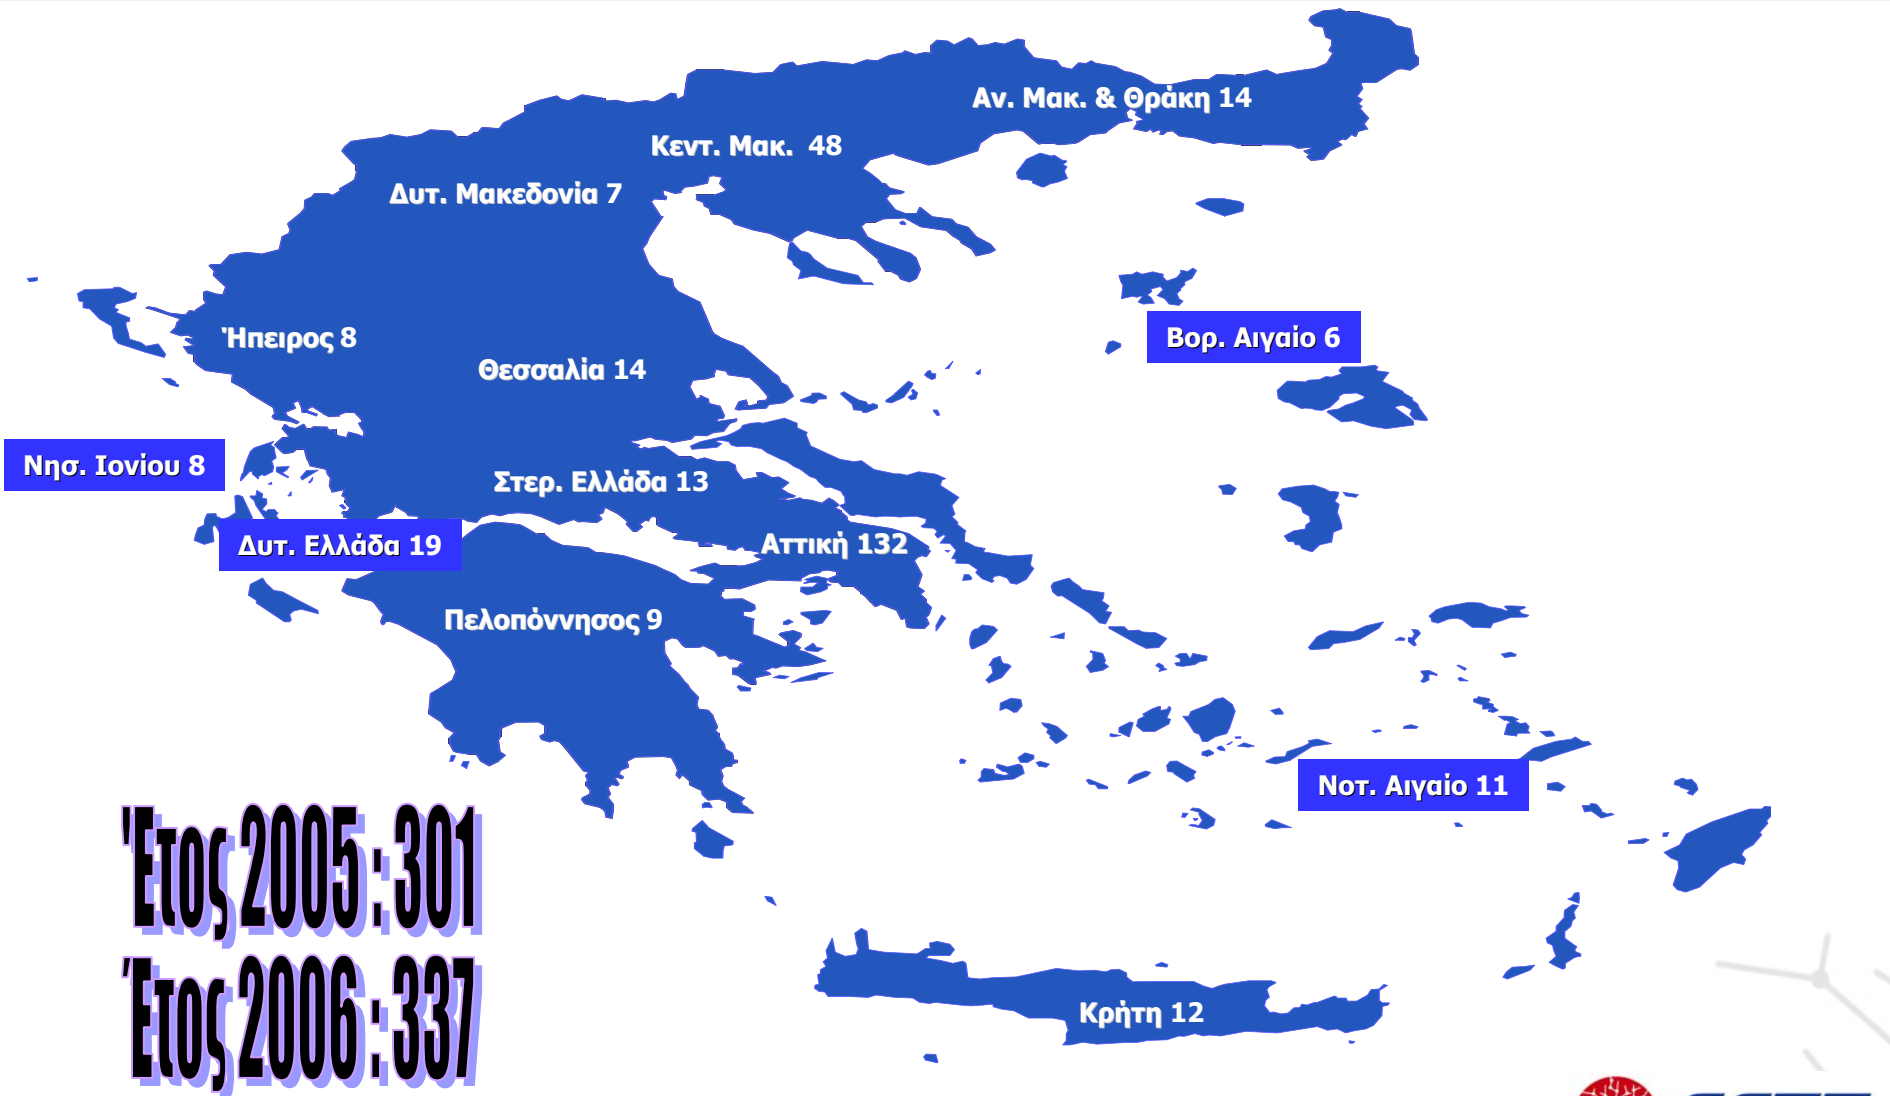 Αν. Μακ. & Θράκη 14
Κεντ. Μακ. 48
Δυτ. Μακεδονία 7
Ήπειρος 8
Βορ. Αιγαίο 6
Θεσσαλία 14
Νησ. Ιονίου 8
Στερ. Ελλάδα 13
Δυτ. Ελλάδα 19
Αττική 132
Πελοπόννησος 9
Νοτ. Αιγαίο 11
Έτος 2005 : 301
Έτος 2006 : 337
Κρήτη 12